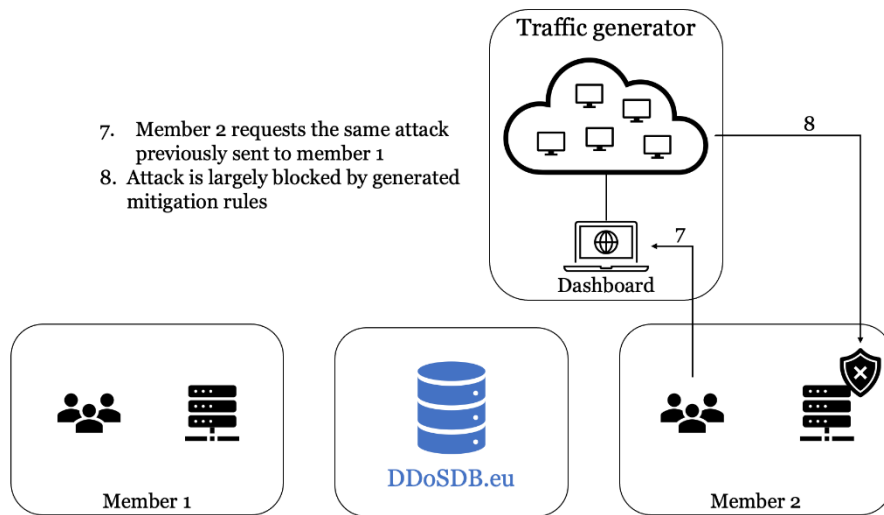 Traffic generator
7. Member 2 requests the same attack
previously sent to member 1
8. Attack is largely blocked by generated
mitigation rules
8
7
Dashboard
Member 1
DDoSDB.eu
Member 2